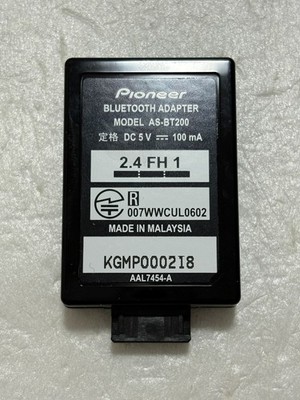 Pioneer
BLUETOOTH ADAPTER
MODEL AS-BT200
定格 DC 5 V ⎓ 100 mA
2.4 FH 1
R
007WWCUL0602
MADE IN MALAYSIA
KGMP000218
AAL7454-A